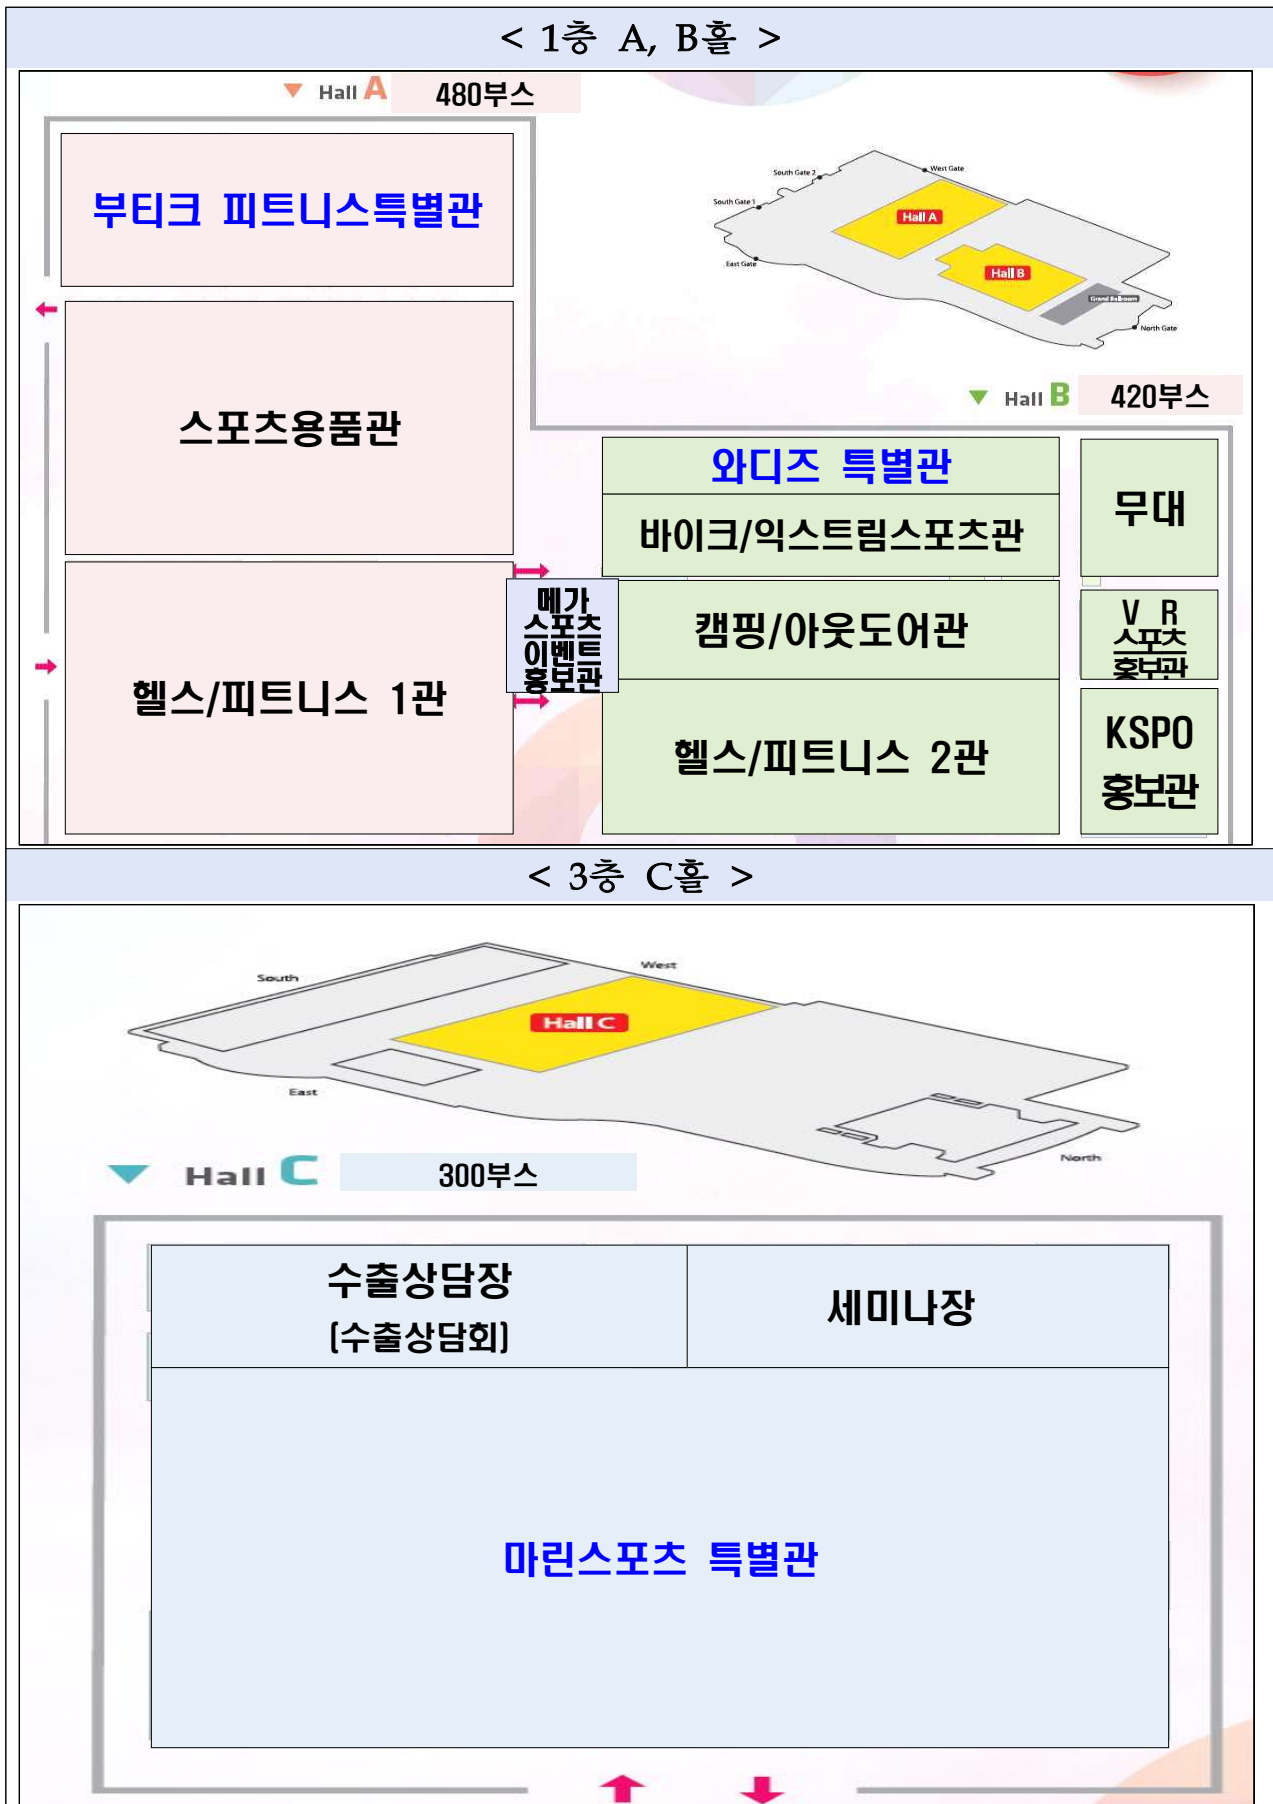 < 1층 A, B홀 >
▼ Hall A 480부스
부티크 피트니스특별관
South Gate 2
West Gate
South Gate 1
Hall A
East Gate
Hall B
Grand Ballroom
North Gate
스포츠용품관
▼ Hall B 420부스
와디즈 특별관
바이크/익스트림스포츠관
무대
메가
스포츠
이벤트
홍보관
캠핑/아웃도어관
V R
스포츠
홍보관
헬스/피트니스 1관
헬스/피트니스 2관
KSPO
홍보관
< 3층 C홀 >
South
West
Hall C
East
North
▼ Hall C 300부스
수출상담장
(수출상담회)
세미나장
마린스포츠 특별관